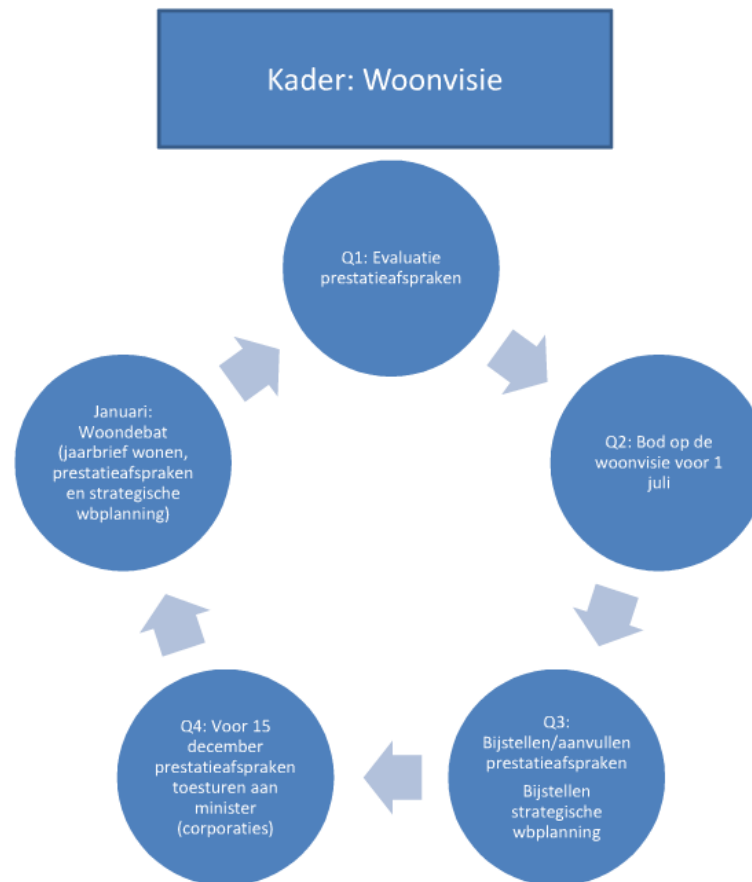 Kader: Woonvisie
Q1: Evaluatie
prestatieafspraken
Q2: Bod op de
woonvisie voor 1
juli
Q3:
Bijstellen/aanvullen
prestatieafspraken
Bijstellen
strategische
wbplanning
Q4: Voor 15
december
prestatieafspraken
toesturen aan
minister
(corporaties)
Januari:
Woondebat
(jaarbrief wonen,
prestatieafspraken
en strategische
wbplanning)